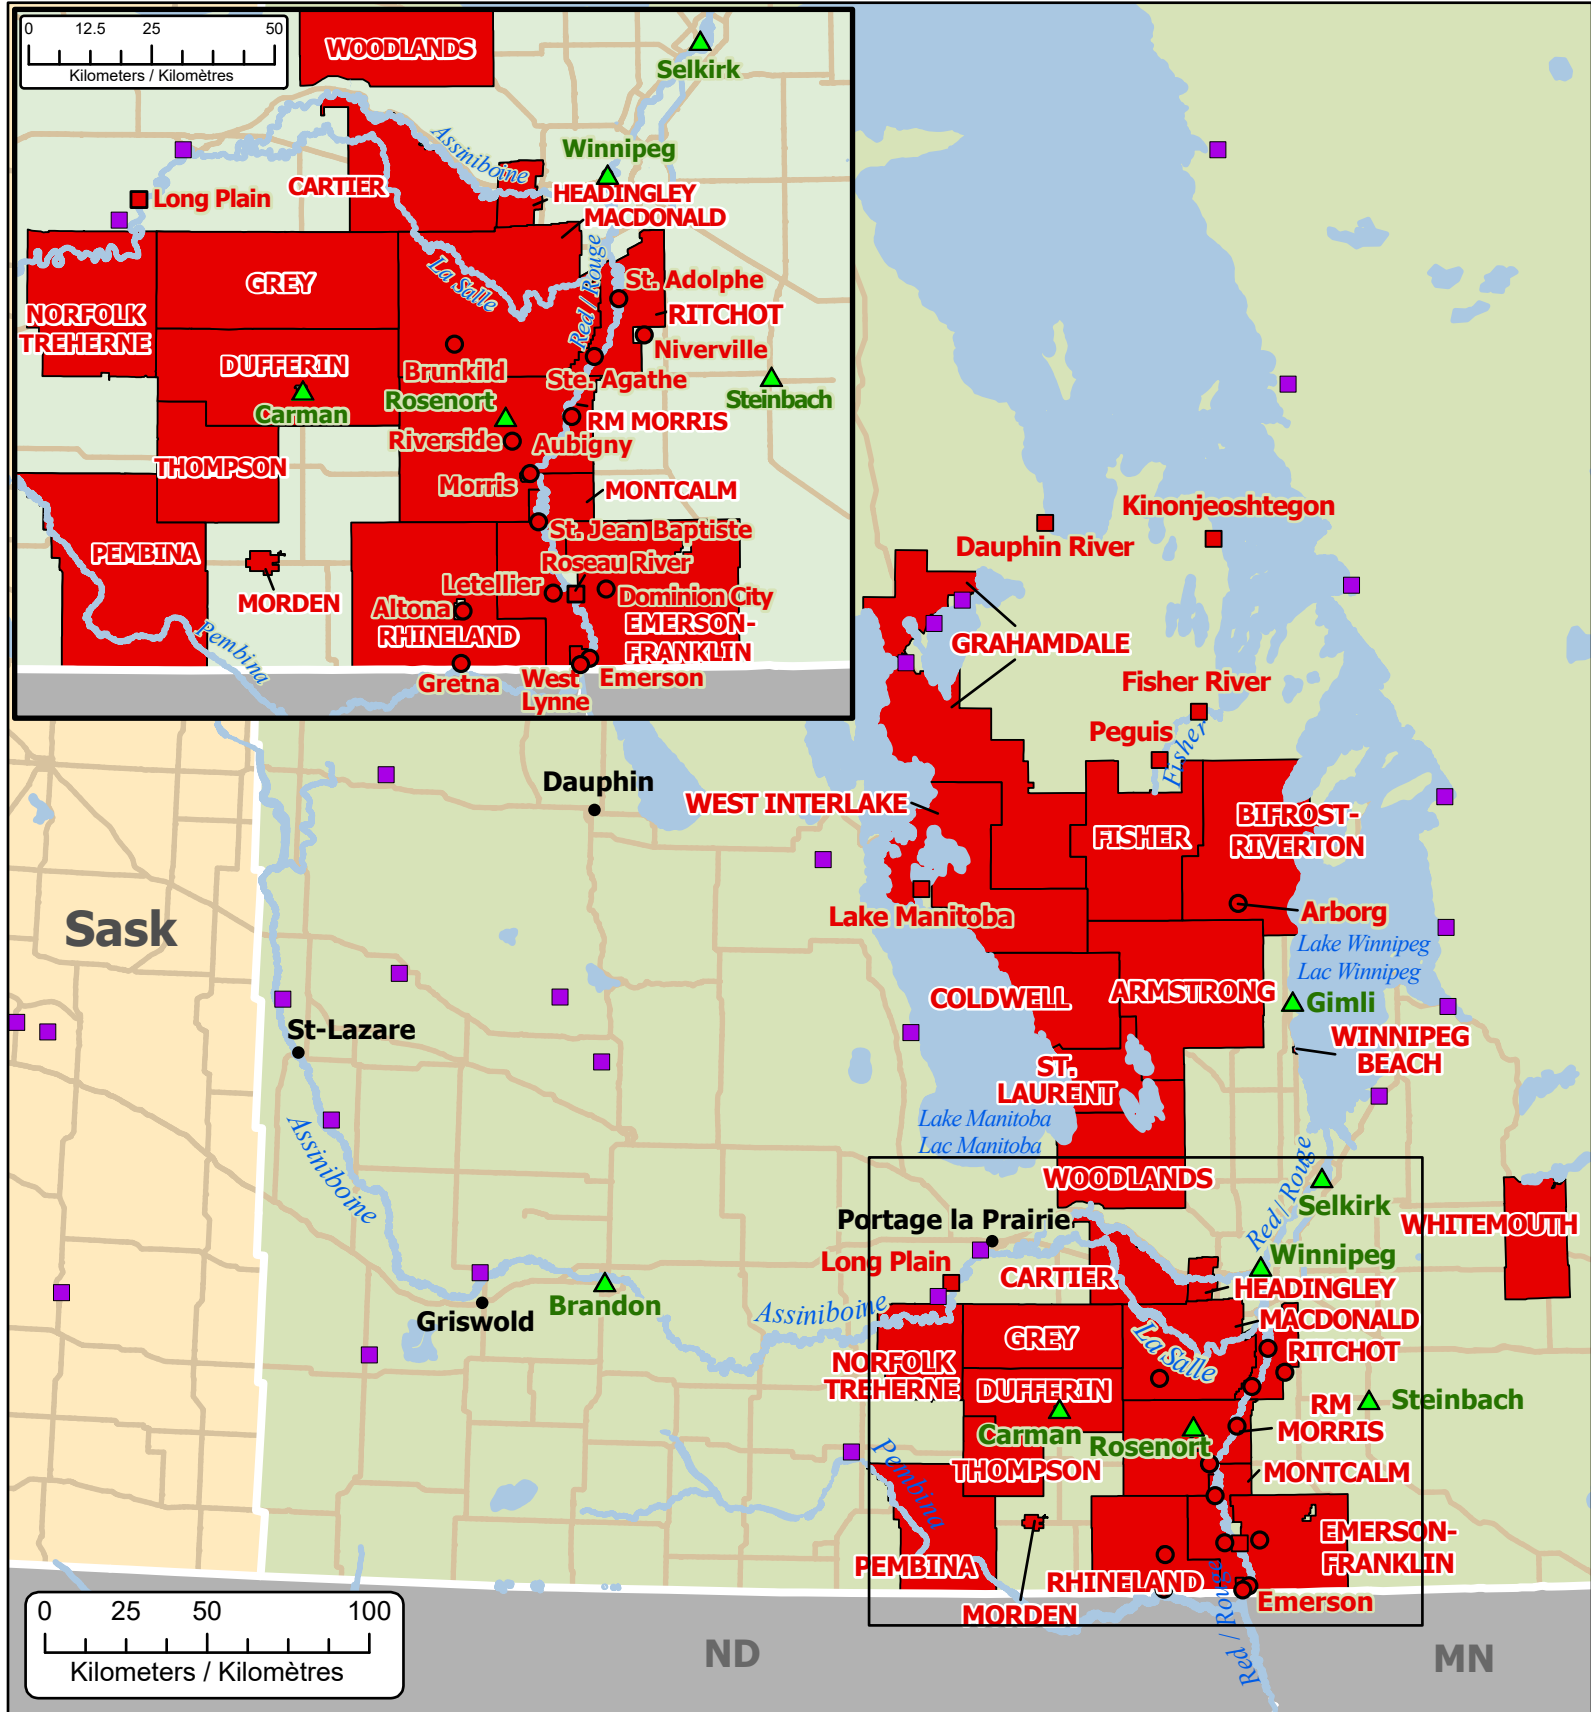 0 12.5 25 50
Kilometers / Kilomètres
WOODLANDS
Selkirk
Assiniboine
Winnipeg
CARTIER
Long Plain
HEADINGLEY
MACDONALD
Red / Rouge
La Salle
St. Adolphe
GREY
RITCHOT
NORFOLK
TREHERNE
Niverville
DUFFERIN
Brunkild
Ste. Agathe
Rosenort
Steinbach
Carman
RM MORRIS
Riverside
Aubigny
THOMPSON
Morris
MONTCALM
St. Jean Baptiste
PEMBINA
Roseau River
Letellier
MORDEN
Altona
Dominion City
RHINELAND
EMERSON-
FRANKLIN
Pembina
Gretna
West
Lynne
Emerson
Kinonjeoshtegon
Dauphin River
GRAHAMDALE
Fisher River
Peguis
Fisher
Dauphin
WEST INTERLAKE
FISHER
BIFROST-
RIVERTON
Sask
Lake Manitoba
Arborg
Lake Winnipeg
Lac Winnipeg
COLDWELL
ARMSTRONG
Gimli
St-Lazare
WINNIPEG
BEACH
ST.
LAURENT
Lake Manitoba
Lac Manitoba
Assiniboine
WOODLANDS
Red / Rouge
Selkirk
Portage la Prairie
WHITEMOUTH
Long Plain
Winnipeg
CARTIER
HEADINGLEY
Brandon
Assiniboine
Griswold
MACDONALD
GREY
La Salle
RITCHOT
NORFOLK
TREHERNE
DUFFERIN
RM
MORRIS
Steinbach
Carman
Rosenort
Pembina
THOMPSON
MONTCALM
EMERSON-
FRANKLIN
PEMBINA
RHINELAND
Emerson
MORDEN
Red / Rouge
0 25 50 100
Kilometers / Kilomètres
ND
MN